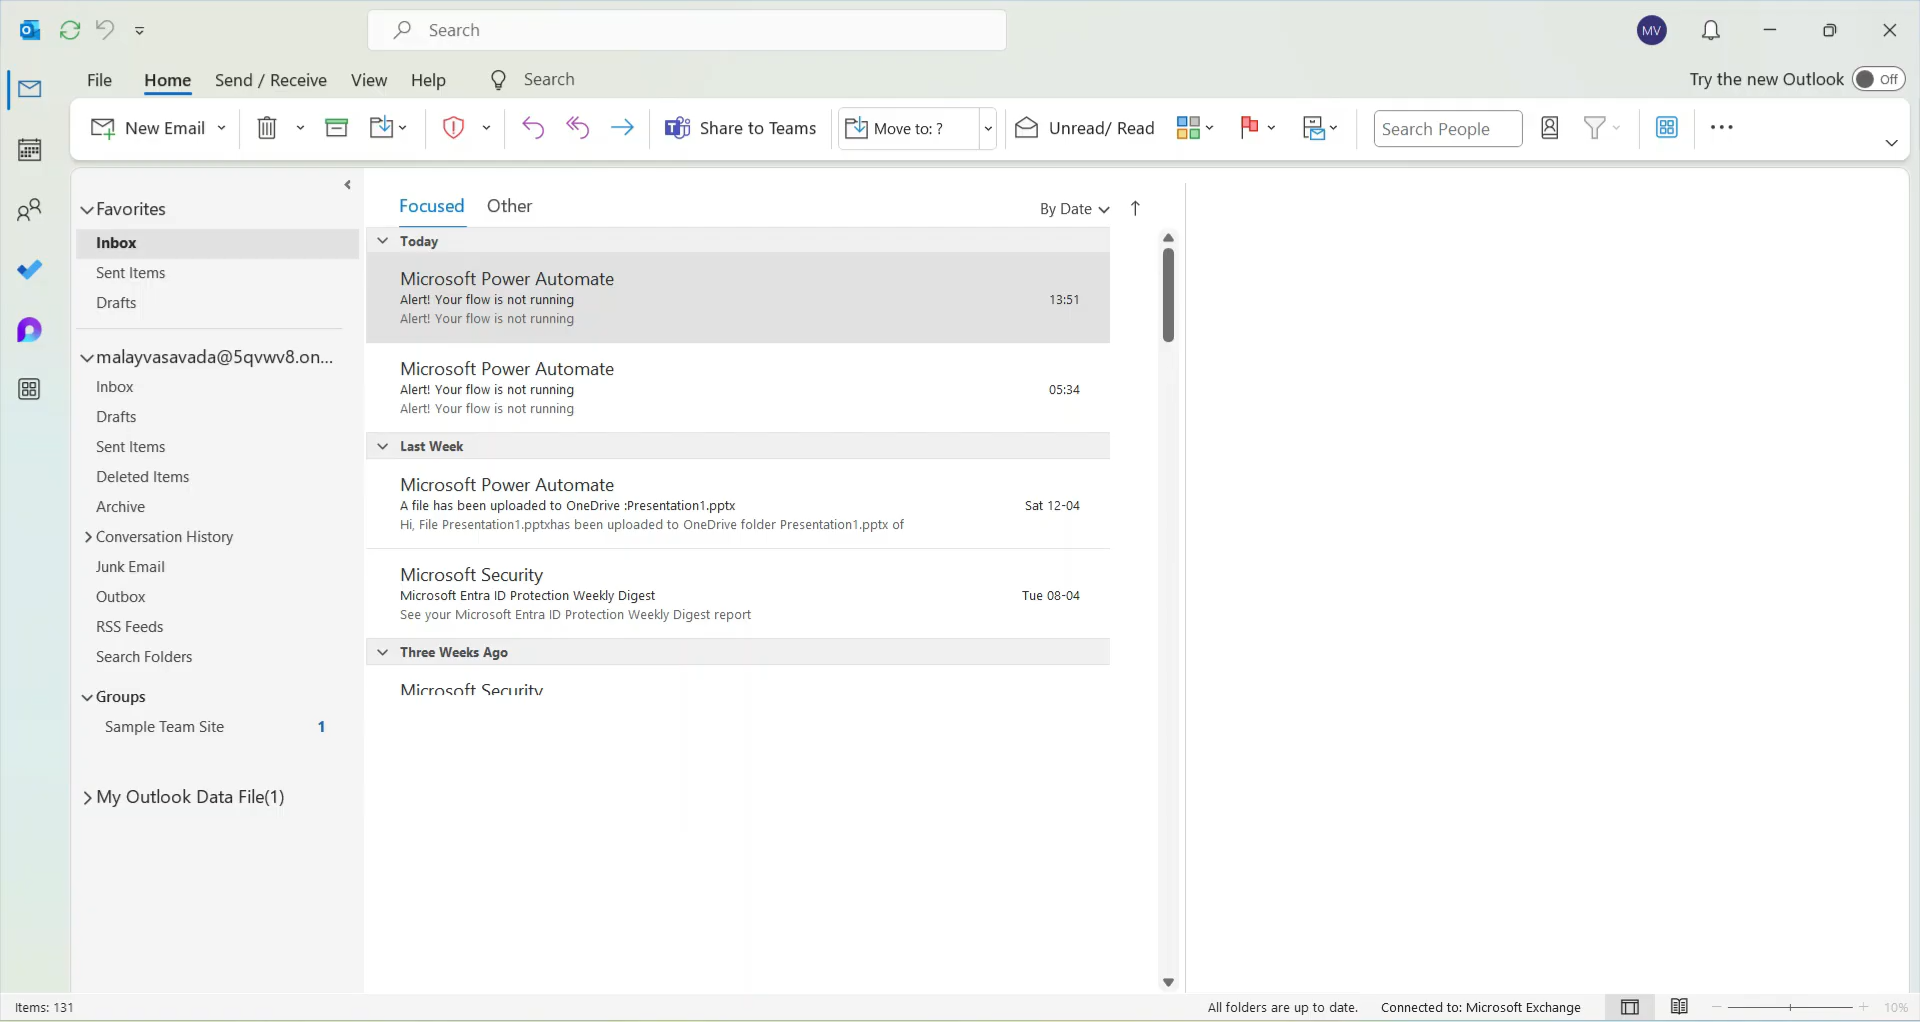 Search
MV
File Home Send / Receive View Help Search
Try the new Outlook Off
New Email
Share to Teams
Move to: ?
Unread/ Read
Search People
Favorites
Inbox
Sent Items
Drafts
malayvasavada@5qvwv8.on...
Inbox
Drafts
Sent Items
Deleted Items
Archive
Conversation History
Junk Email
Outbox
RSS Feeds
Search Folders
Groups
Sample Team Site 1
My Outlook Data File(1)
Focused Other
By Date
Today
Microsoft Power Automate
Alert! Your flow is not running 13:51
Alert! Your flow is not running
Microsoft Power Automate
Alert! Your flow is not running 05:34
Alert! Your flow is not running
Last Week
Microsoft Power Automate
A file has been uploaded to OneDrive :Presentation1.pptx Sat 12-04
Hi, File Presentation1.pptxhas been uploaded to OneDrive folder Presentation1.pptx of
Microsoft Security
Microsoft Entra ID Protection Weekly Digest Tue 08-04
See your Microsoft Entra ID Protection Weekly Digest report
Three Weeks Ago
Microsoft Security
Items: 131
All folders are up to date. Connected to: Microsoft Exchange
10%